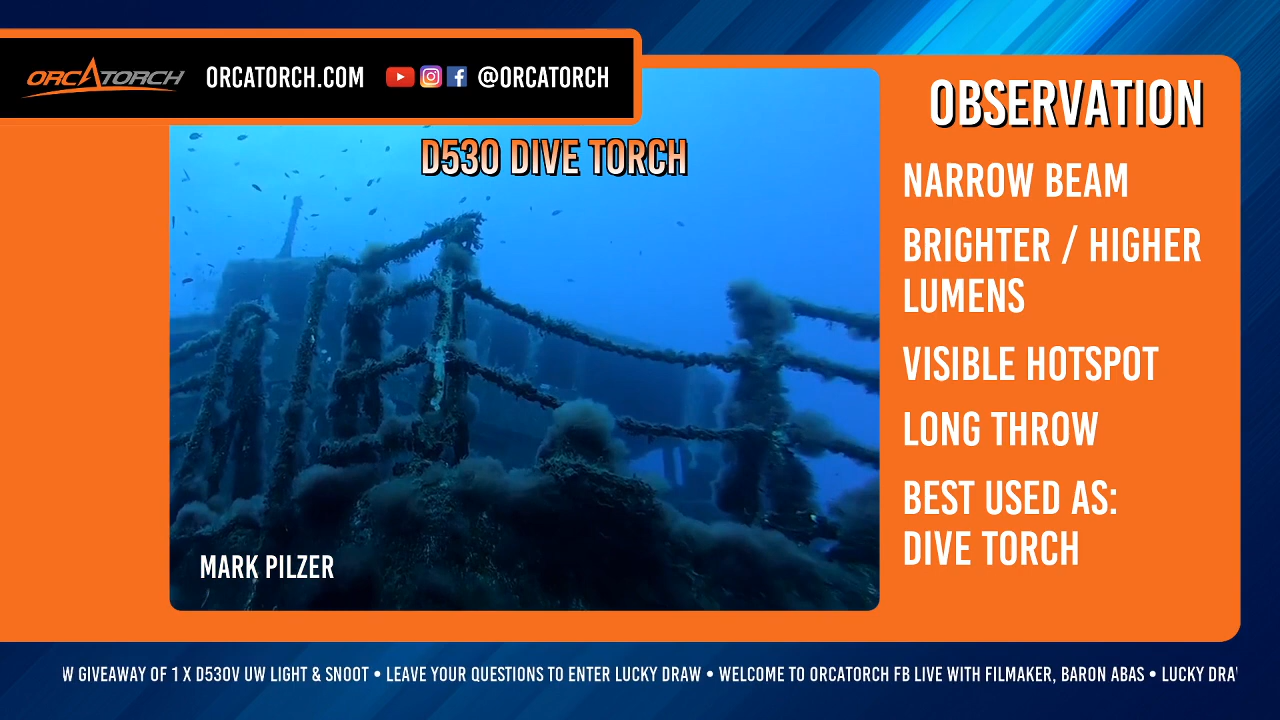 ORCATORCH ORCATORCH.COM @ORCATORCH
D530 DIVE TORCH
MARK PILZER
OBSERVATION
NARROW BEAM
BRIGHTER / HIGHER
LUMENS
VISIBLE HOTSPOT
LONG THROW
BEST USED AS:
DIVE TORCH
W GIVEAWAY OF 1 X D530V UW LIGHT & SNOOT • LEAVE YOUR QUESTIONS TO ENTER LUCKY DRAW • WELCOME TO ORCATORCH FB LIVE WITH FILMAKER, BARON ABAS • LUCKY DRA